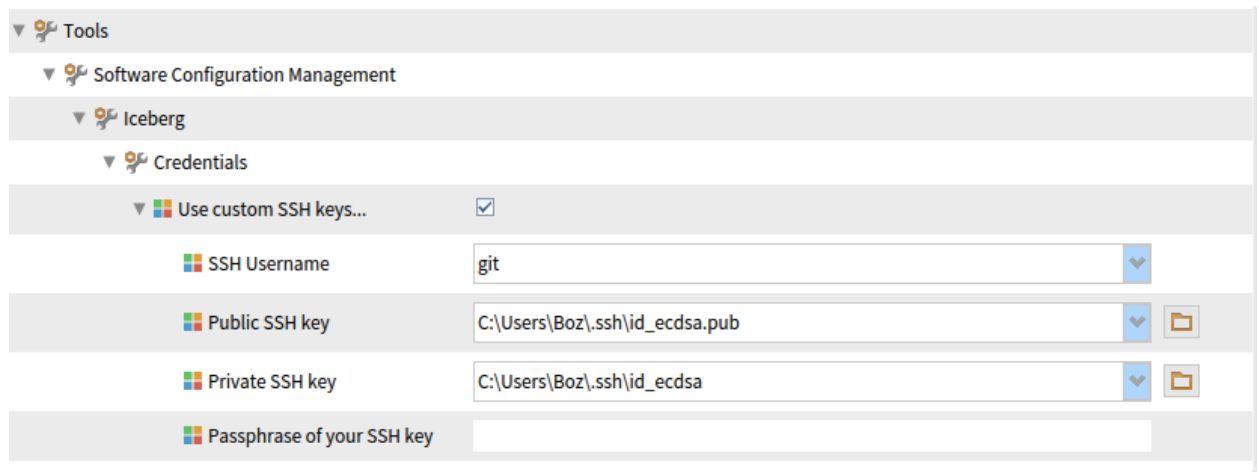 Tools
Software Configuration Management
Iceberg
Credentials
Use custom SSH keys...
SSH Username git
Public SSH key C:\Users\Boz\.ssh\id_ecdsa.pub
Private SSH key C:\Users\Boz\.ssh\id_ecdsa
Passphrase of your SSH key